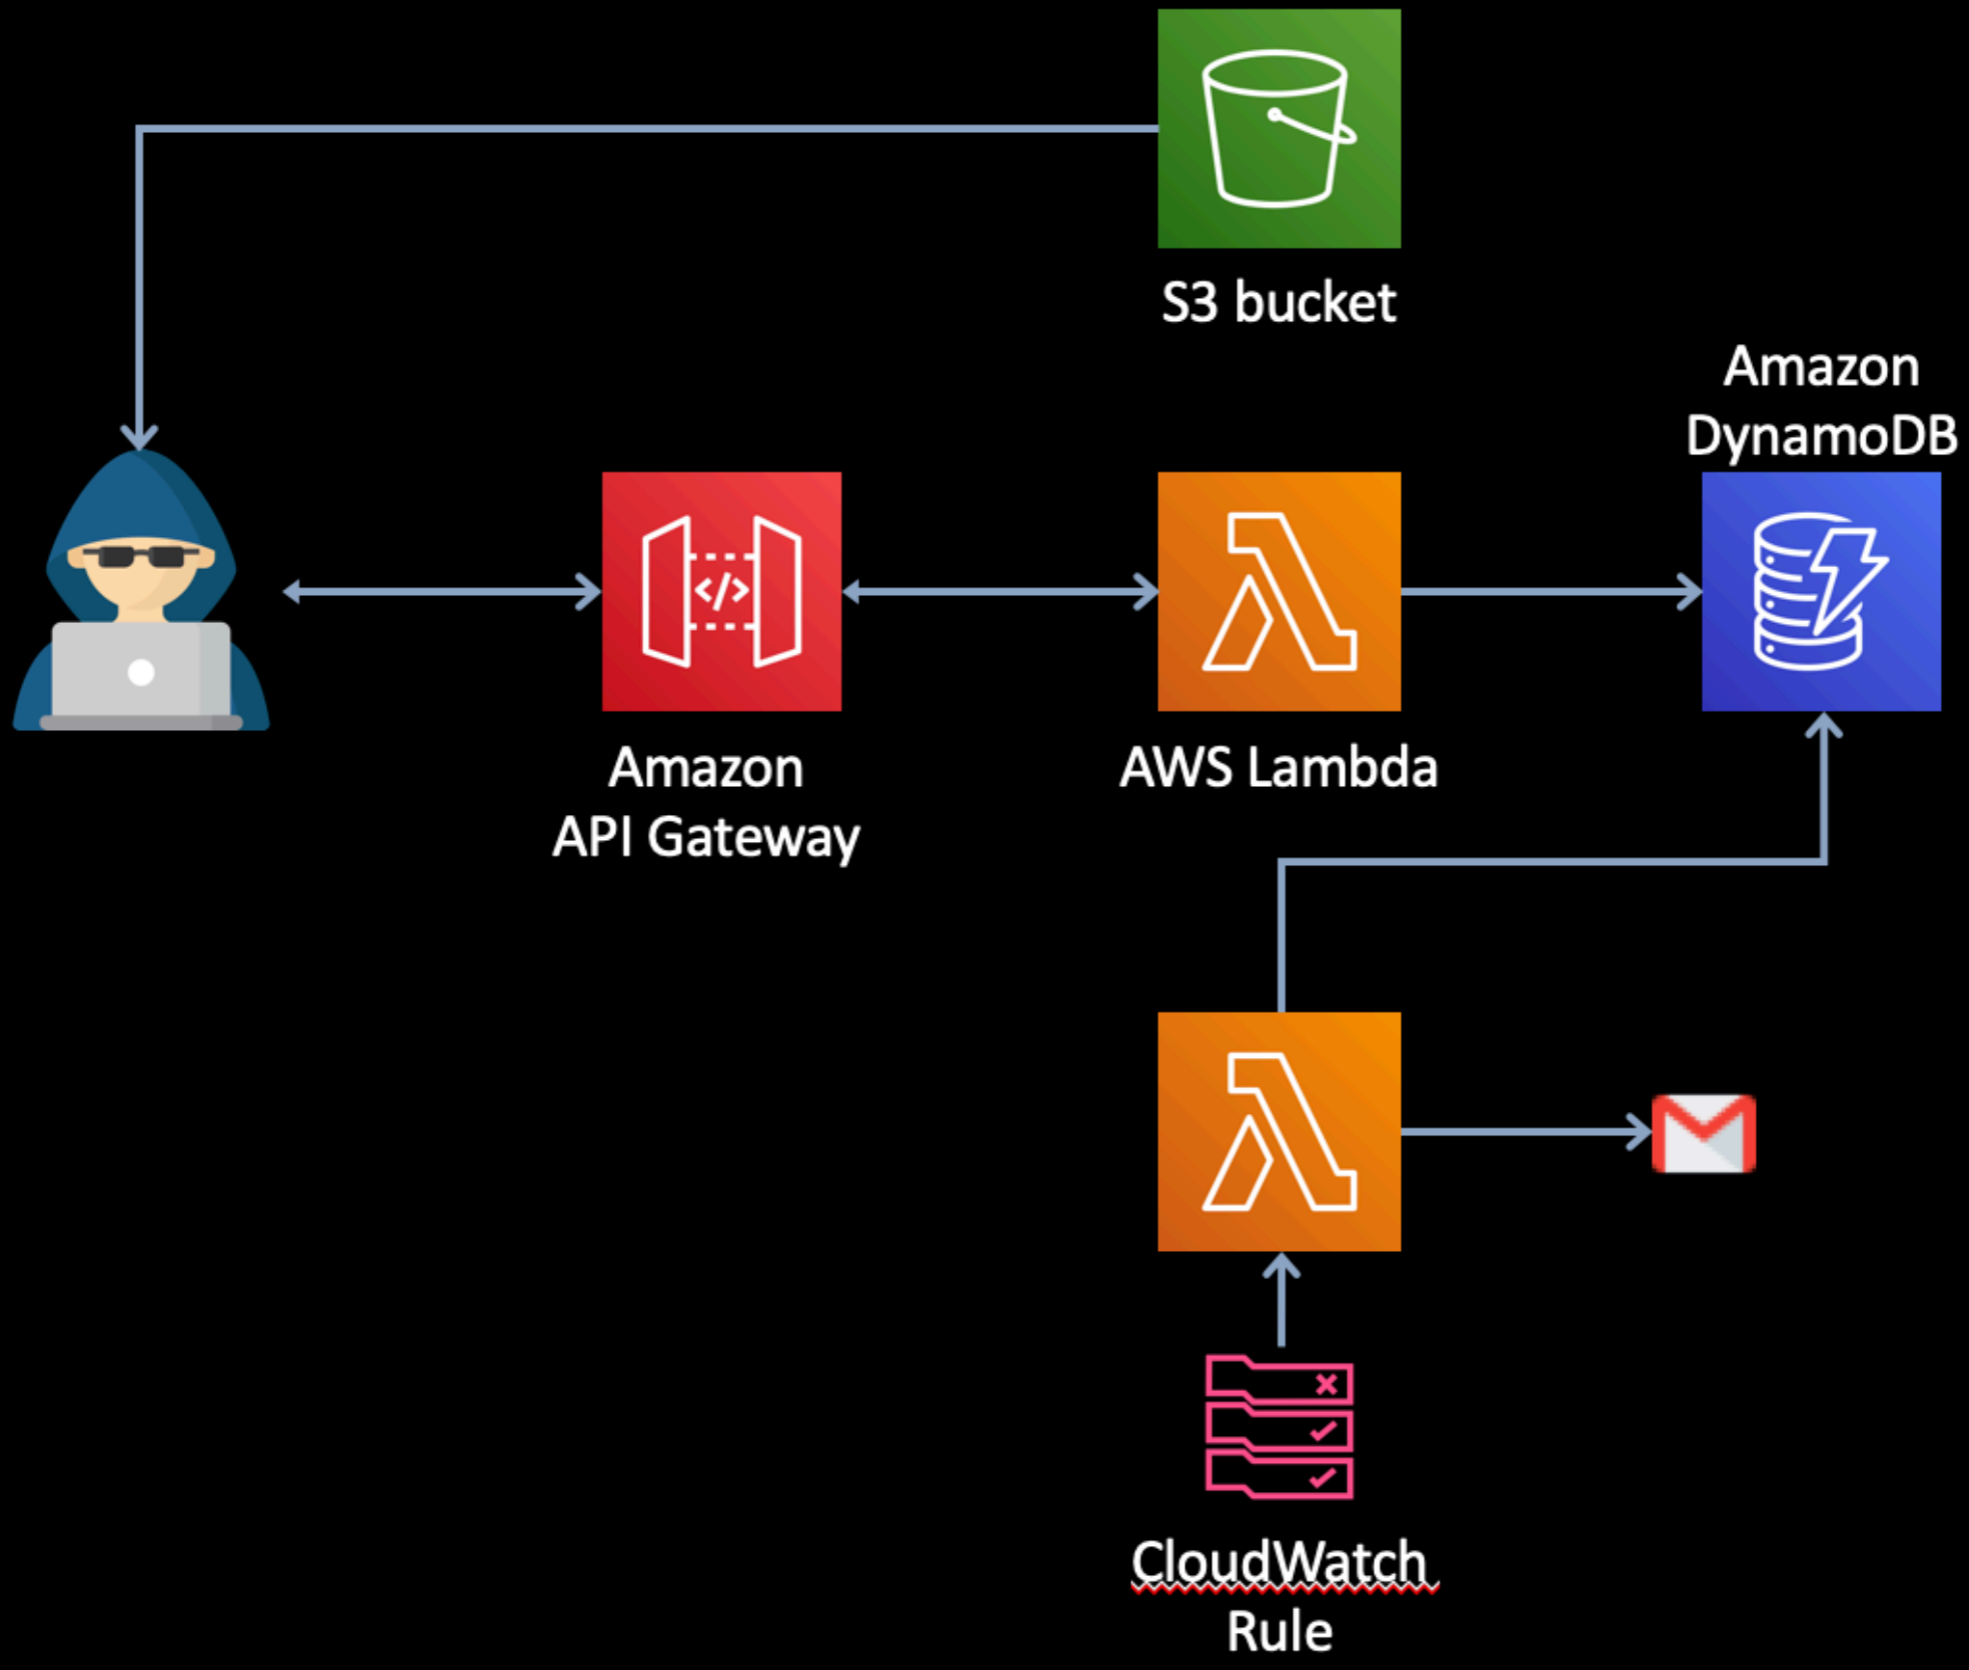 S3 bucket
Amazon
DynamoDB
</>
Amazon
API Gateway
AWS Lambda
CloudWatch
Rule